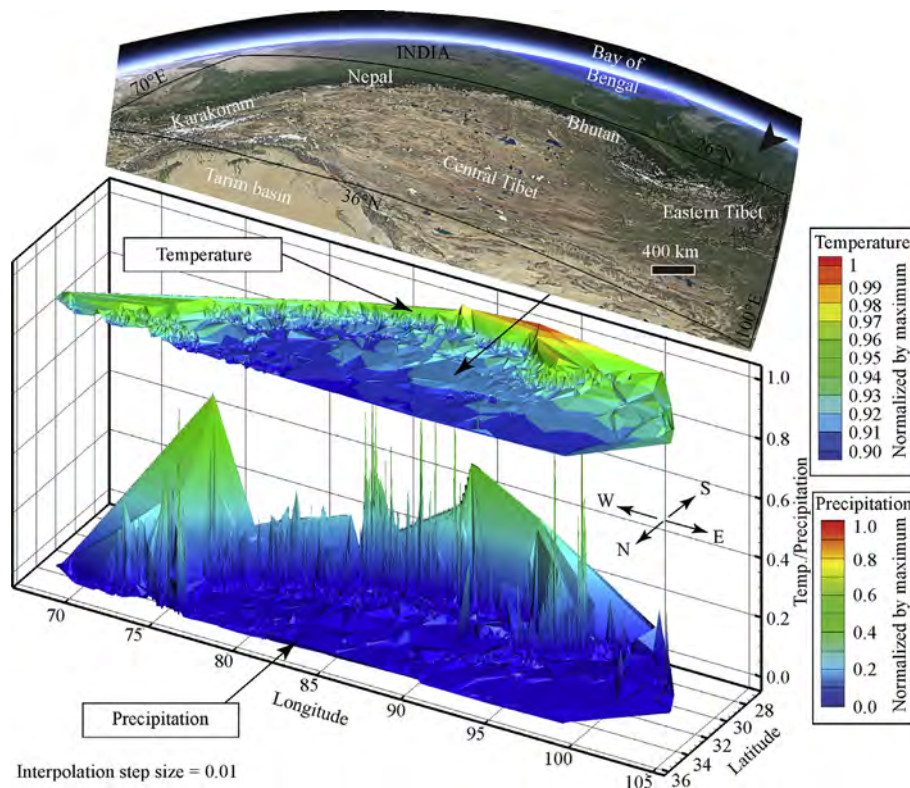 INDIA
Bay of
Bengal
70°E
Nepal
Karakoram
Bhutan
26°N
Central Tibet
Tarim basin
36°N
Eastern Tibet
400 km
100°E
Temperature
Temperature
1
0.99
0.98
0.97
0.96
0.95
0.94
0.93
0.92
0.91
0.90
Normalized by maximum
1.0
0.8
0.6
0.4
0.2
0.0
Temp./Precipitation
W
S
N
E
Precipitation
1.0
0.8
0.6
0.4
0.2
0.0
Normalized by maximum
70
75
80
85
90
95
100
105
Longitude
28
30
32
34
36
Latitude
Precipitation
Interpolation step size = 0.01